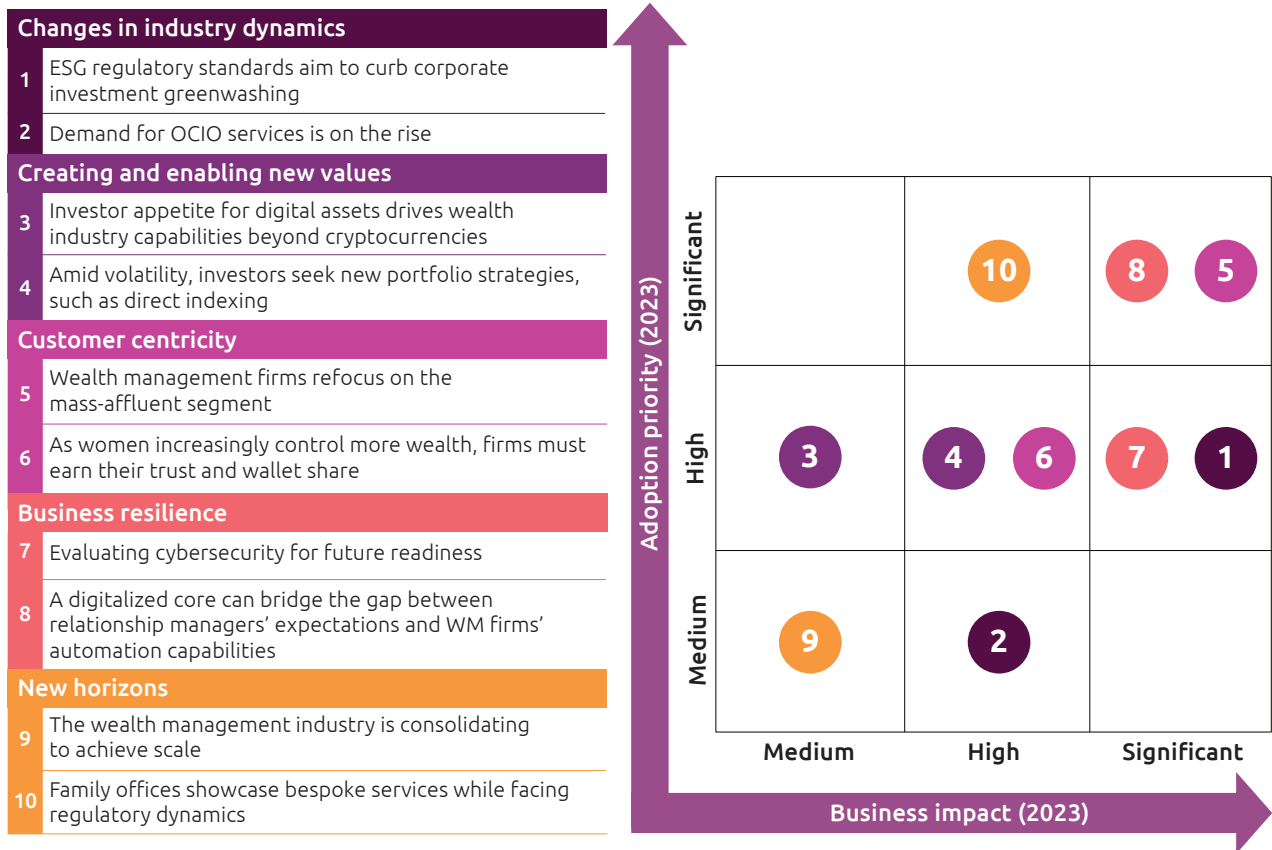 Changes in industry dynamics
1
ESG regulatory standards aim to curb corporate
investment greenwashing
2
Demand for OCIO services is on the rise
Creating and enabling new values
3
Investor appetite for digital assets drives wealth
industry capabilities beyond cryptocurrencies
4
Amid volatility, investors seek new portfolio strategies,
such as direct indexing
Customer centricity
5
Wealth management firms refocus on the
mass-affluent segment
6
As women increasingly control more wealth, firms must
earn their trust and wallet share
Business resilience
7
Evaluating cybersecurity for future readiness
8
A digitalized core can bridge the gap between
relationship managers’ expectations and WM firms’
automation capabilities
New horizons
9
The wealth management industry is consolidating
to achieve scale
10
Family offices showcase bespoke services while facing
regulatory dynamics
Adoption priority (2023)
Significant
10 8 5
High
3 4 6 7 1
Medium
9 2
Medium High Significant
Business impact (2023)